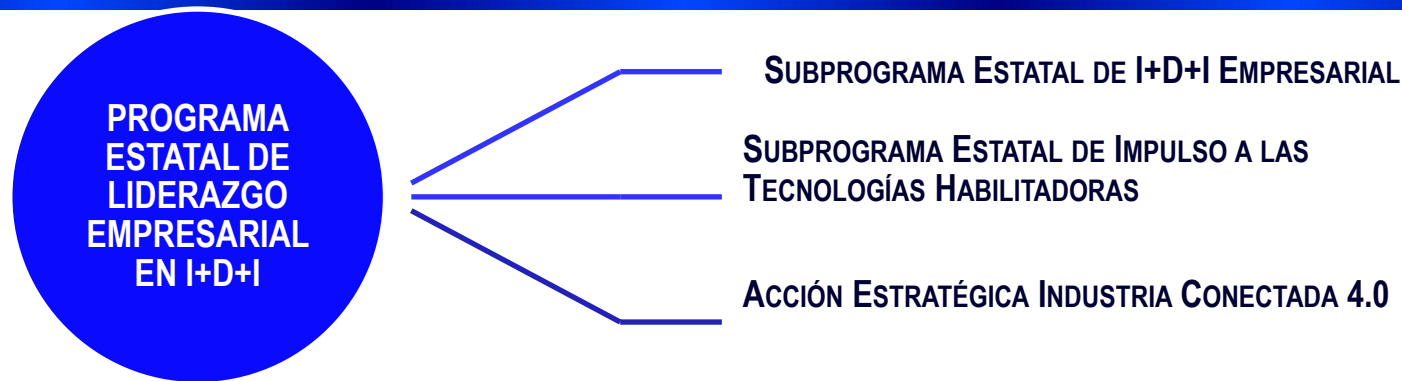 PROGRAMA
ESTATAL DE
LIDERAZGO
EMPRESARIAL
EN I+D+I
SUBPROGRAMA ESTATAL DE I+D+I EMPRESARIAL
SUBPROGRAMA ESTATAL DE IMPULSO A LAS
TECNOLOGÍAS HABILITADORAS
ACCIÓN ESTRATÉGICA INDUSTRIA CONECTADA 4.0